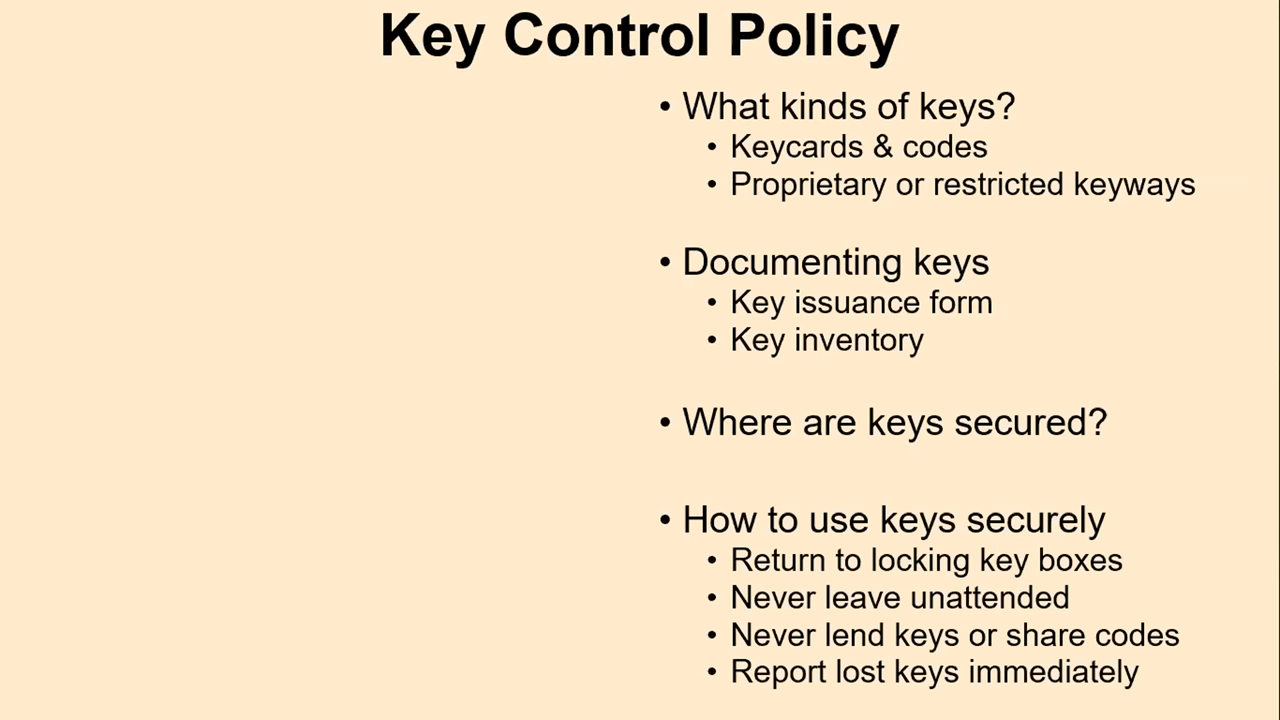 Key Control Policy
• What kinds of keys?
• Keycards & codes
• Proprietary or restricted keyways
• Documenting keys
• Key issuance form
• Key inventory
• Where are keys secured?
• How to use keys securely
• Return to locking key boxes
• Never leave unattended
• Never lend keys or share codes
• Report lost keys immediately